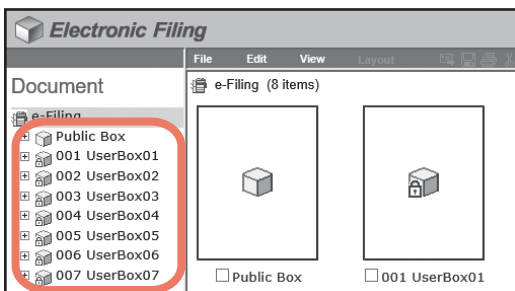 Electronic Filing
File Edit View Layout
Document
e-Filing (8 items)
e-Filing
Public Box
001 UserBox01
002 UserBox02
003 UserBox03
004 UserBox04
005 UserBox05
006 UserBox06
007 UserBox07
Public Box
001 UserBox01